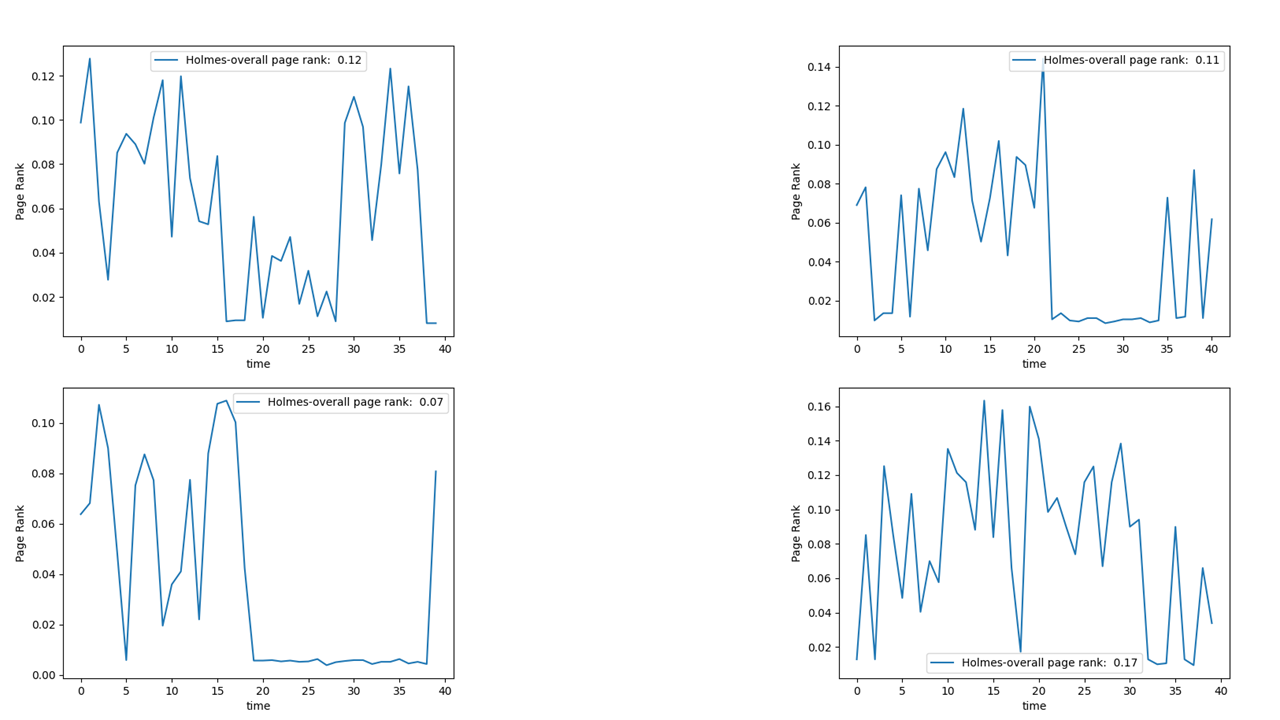 Holmes-overall page rank: 0.12
0.12
0.10
0.08
0.06
0.04
0.02
Page Rank
0 5 10 15 20 25 30 35 40
time
Holmes-overall page rank: 0.11
0.14
0.12
0.10
0.08
0.06
0.04
0.02
Page Rank
0 5 10 15 20 25 30 35 40
time
Holmes-overall page rank: 0.07
0.10
0.08
0.06
0.04
0.02
0.00
Page Rank
0 5 10 15 20 25 30 35 40
time
0.16
0.14
0.12
0.10
0.08
0.06
0.04
0.02
Page Rank
Holmes-overall page rank: 0.17
0 5 10 15 20 25 30 35 40
time